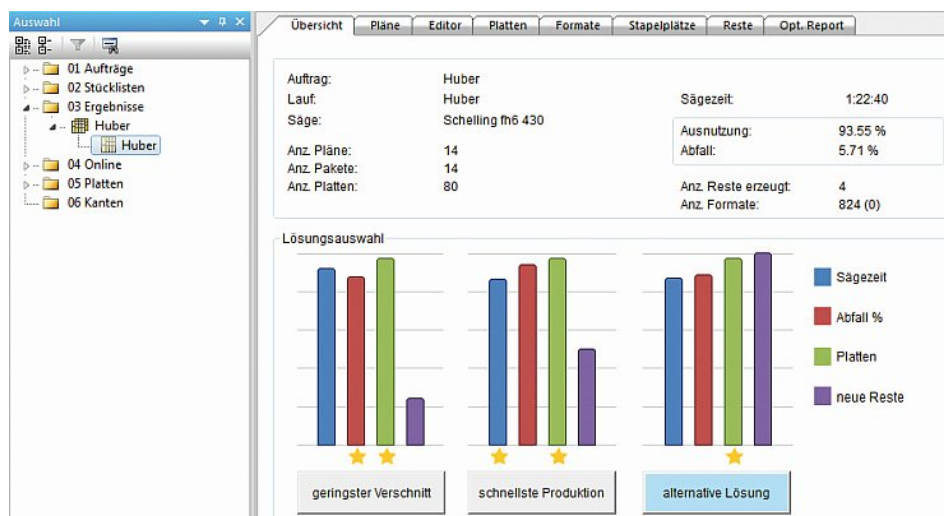 Auswahl
01 Aufträge
02 Stücklisten
03 Ergebnisse
Huber
Huber
04 Online
05 Platten
06 Kanten
Übersicht Pläne Editor Platten Formate Stapelplätze Reste Opt. Report
Auftrag: Huber
Lauf: Huber Sägezeit: 1:22:40
Säge: Schelling fh6 430
Ausnutzung: 93.55 %
Anz. Pläne: 14 Abfall: 5.71 %
Anz. Pakete: 14
Anz. Platten: 80 Anz. Reste erzeugt: 4
Anz. Formate: 824 (0)
Lösungsauswahl
Sägezeit
Abfall %
Platten
neue Reste
geringster Verschnitt schnellste Produktion alternative Lösung